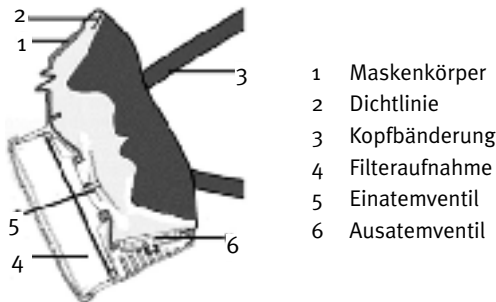 2
1
3
5
4
6
1 Maskenkörper
2 Dichtlinie
3 Kopfbänderung
4 Filteraufnahme
5 Einatemventil
6 Ausatemventil